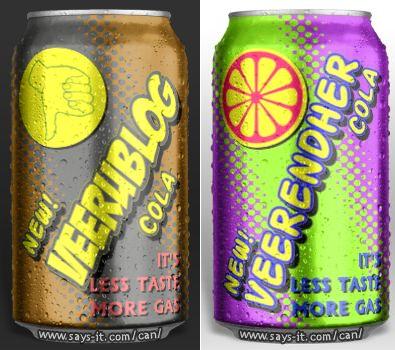 NEW!
VEERUBLOG
COLA
IT'S
LESS TASTE
MORE GAS
www.says-it.com/can/
NEW!
VEERENDHER
COLA
IT'S
LESS TASTE
MORE GAS
www.says-it.com/can/